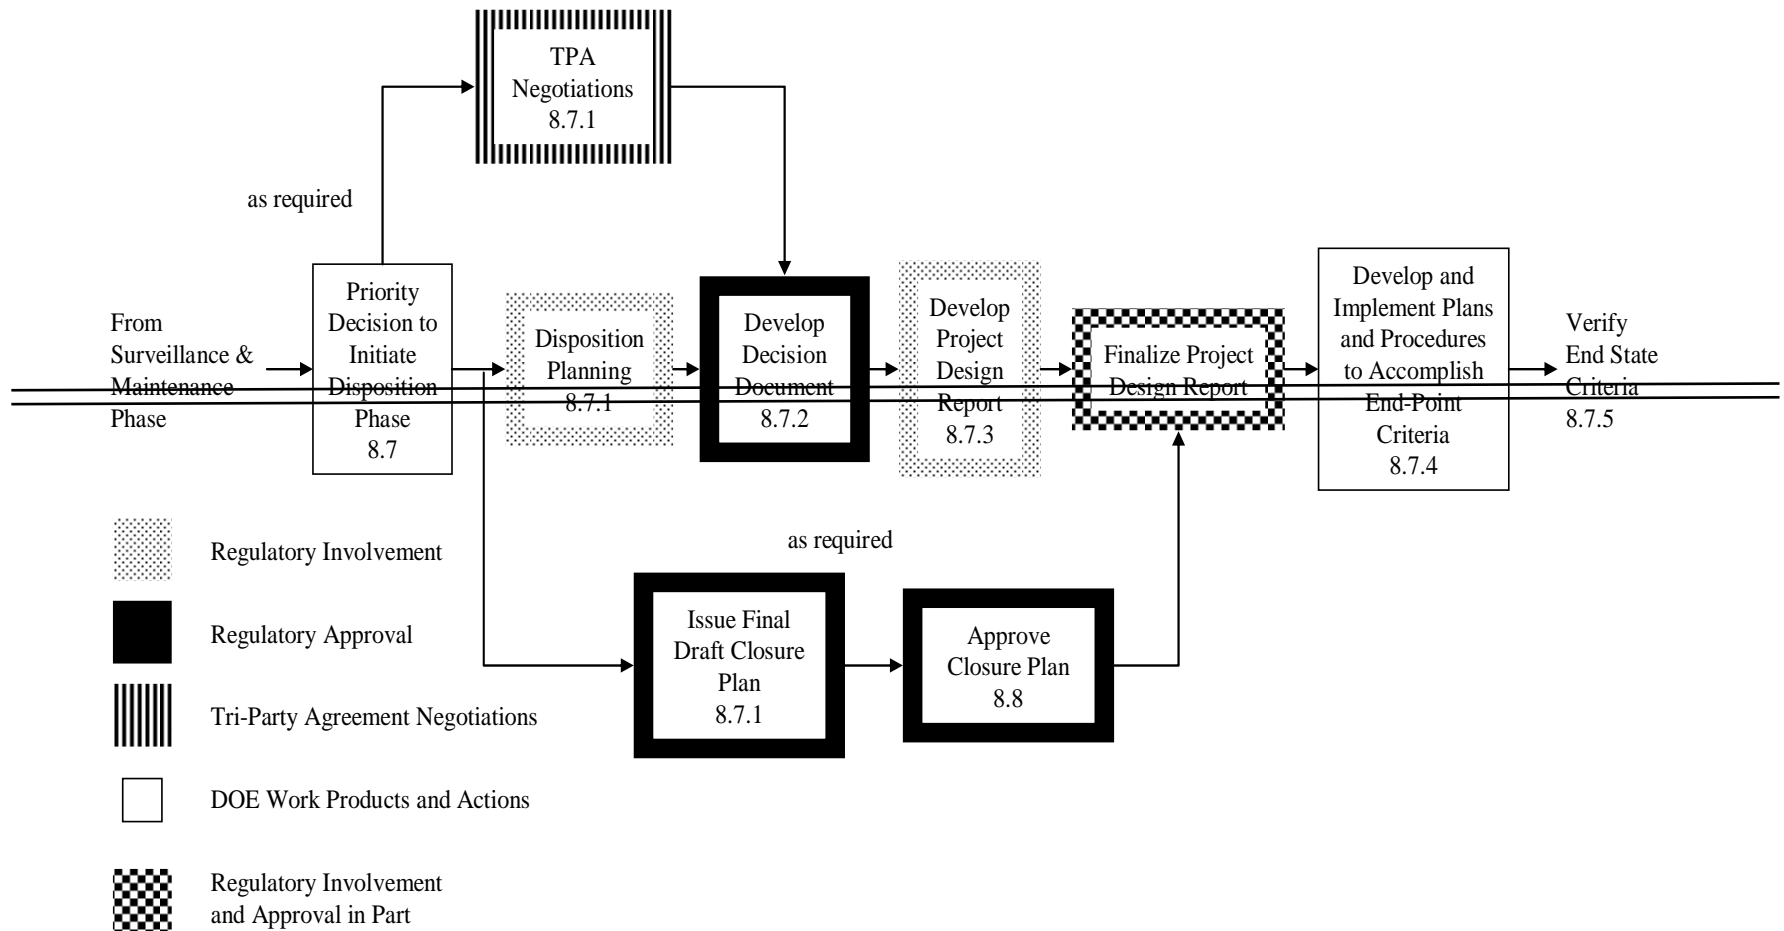 TPA
Negotiations
8.7.1
as required
From
Surveillance &
Maintenance
Phase
Priority
Decision to
Initiate
Disposition
Phase
8.7
Disposition
Planning
8.7.1
Develop
Decision
Document
8.7.2
Develop
Project
Design
Report
8.7.3
Finalize Project
Design Report
Develop and
Implement Plans
and Procedures
to Accomplish
End-Point
Criteria
8.7.4
Verify
End State
Criteria
8.7.5
as required
Issue Final
Draft Closure
Plan
8.7.1
Approve
Closure Plan
8.8
Regulatory Involvement
Regulatory Approval
Tri-Party Agreement Negotiations
DOE Work Products and Actions
Regulatory Involvement
and Approval in Part